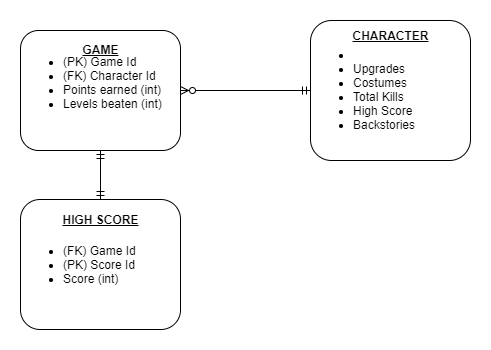 GAME
(PK) Game Id
(FK) Character Id
Points earned (int)
Levels beaten (int)
CHARACTER
Upgrades
Costumes
Total Kills
High Score
Backstories
HIGH SCORE
(FK) Game Id
(PK) Score Id
Score (int)